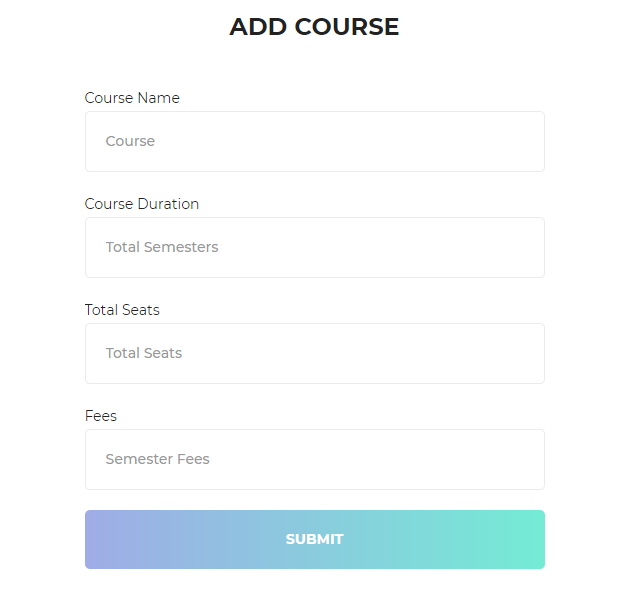 ADD COURSE
Course Name
Course
Course Duration
Total Semesters
Total Seats
Total Seats
Fees
Semester Fees
SUBMIT